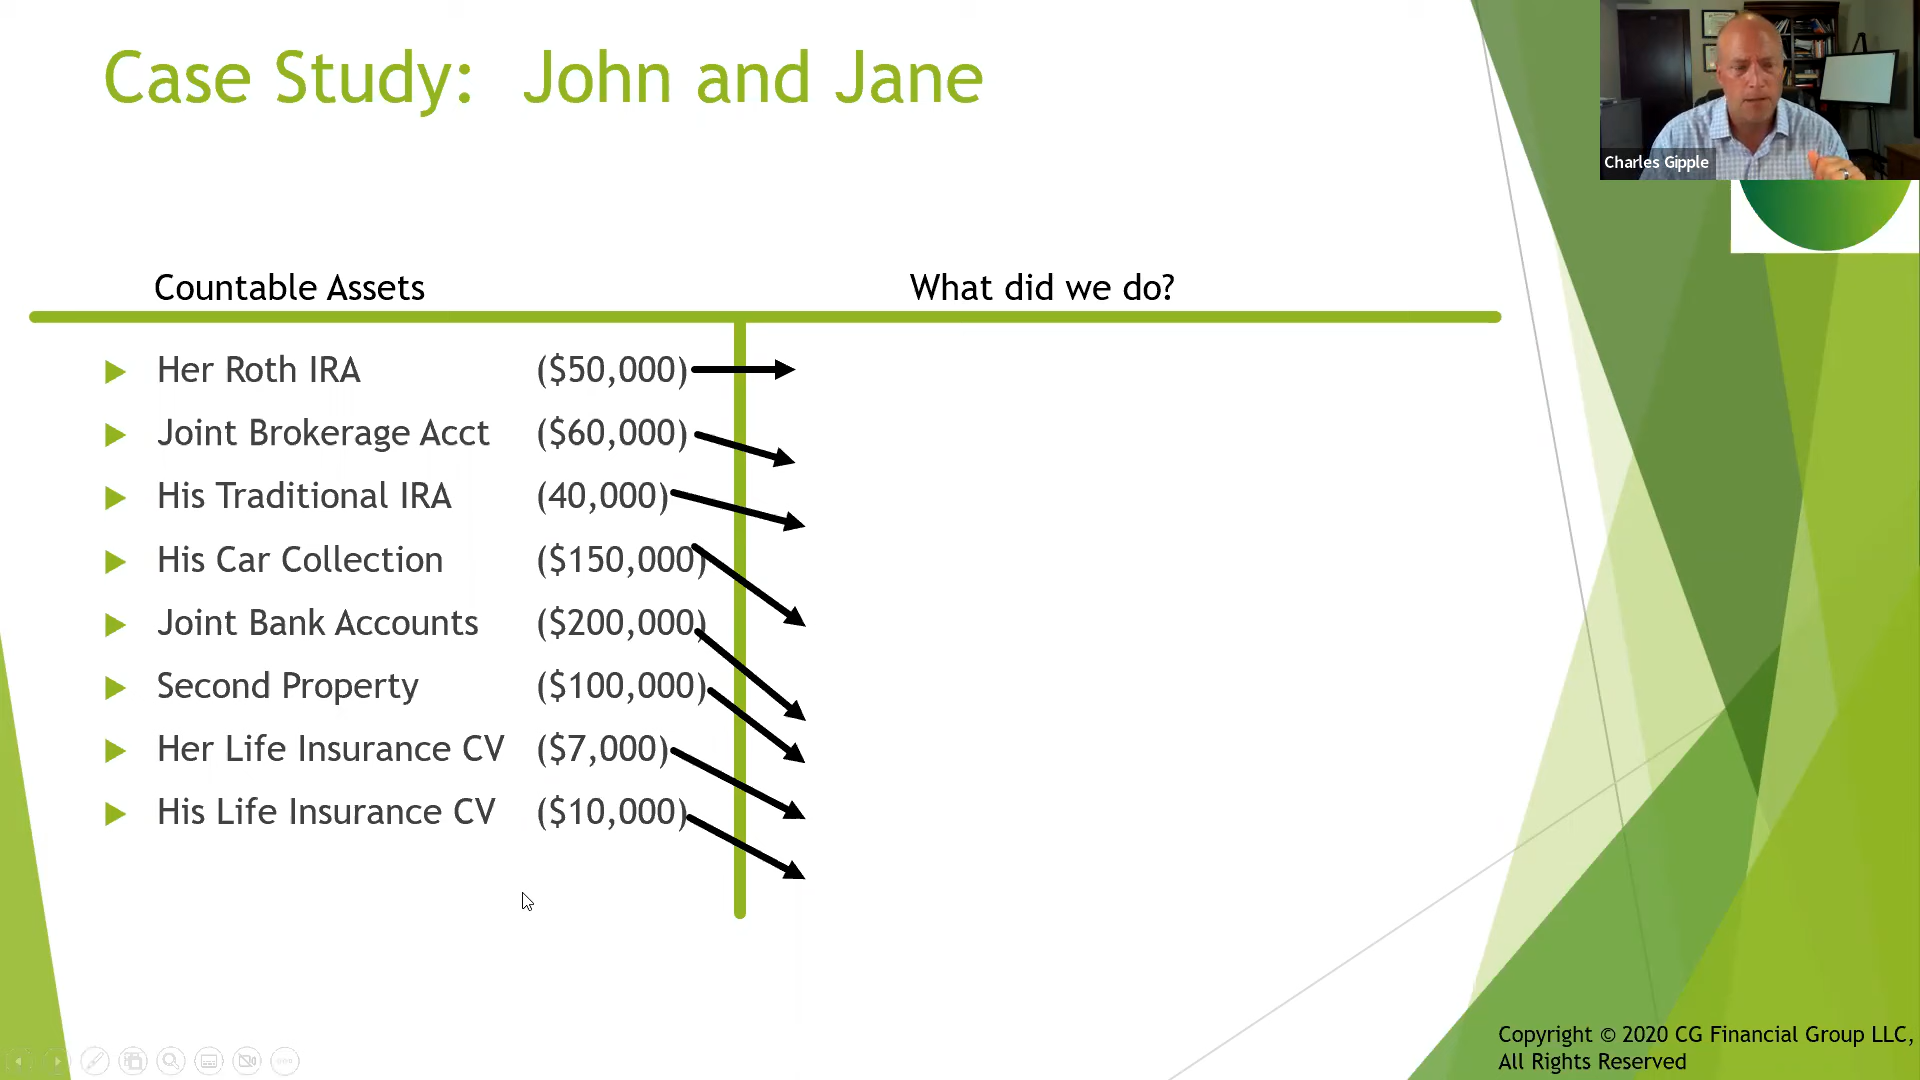 Case Study: John and Jane
Charles Gipple
Countable Assets
What did we do?
Her Roth IRA ($50,000)
Joint Brokerage Acct ($60,000)
His Traditional IRA (40,000)
His Car Collection ($150,000)
Joint Bank Accounts ($200,000)
Second Property ($100,000)
Her Life Insurance CV ($7,000)
His Life Insurance CV ($10,000)
Copyright © 2020 CG Financial Group LLC,
All Rights Reserved